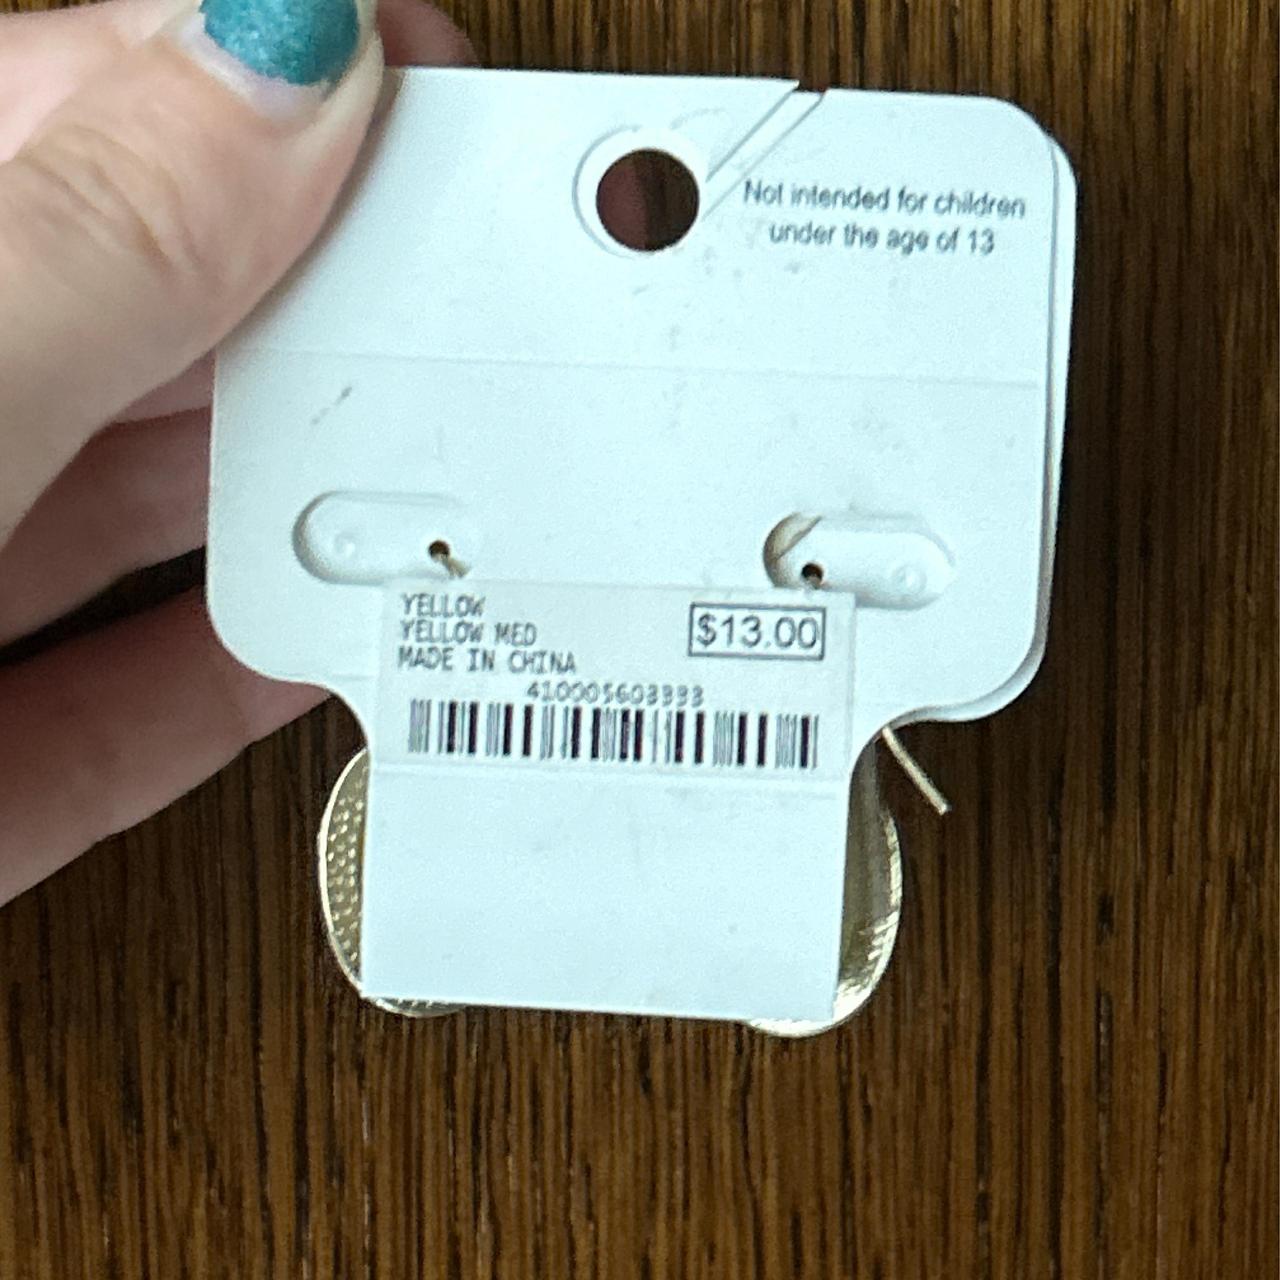 Not intended for children
under the age of 13
YELLOW
YELLOW MED
MADE IN CHINA
$13.00
410005603333